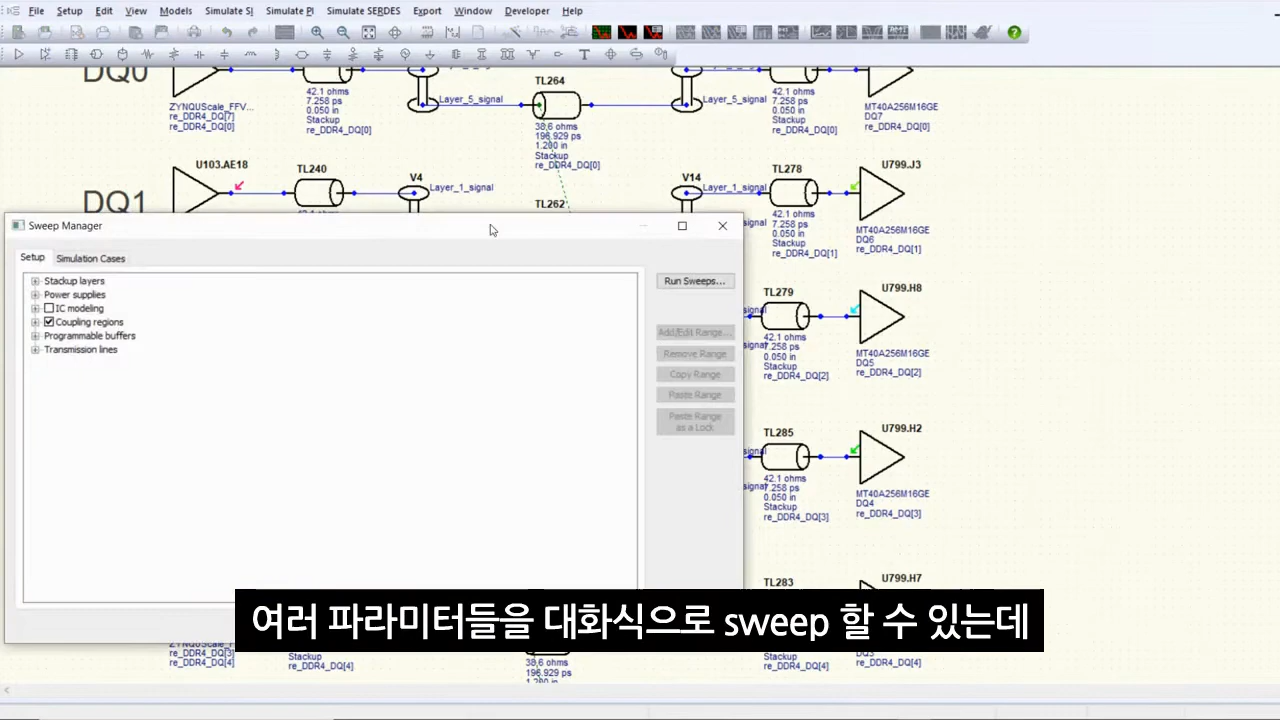 File Setup Edit View Models Simulate SI Simulate PI Simulate SERDES Export Window Developer Help
DQ0
ZYNQUScale_FFV...
re_DDR4_DQ[7]
re_DDR4_DQ[0]
42.1 ohms
7.258 ps
0.050 in
Stackup
re_DDR4_DQ[0]
Layer_5_signal
TL264
38.6 ohms
196.929 ps
1.200 in
Stackup
re_DDR4_DQ[0]
Layer_5_signal
42.1 ohms
7.258 ps
0.050 in
Stackup
re_DDR4_DQ[0]
MT40A256M16GE
DQ7
re_DDR4_DQ[0]
DQ1
U103.AE18
TL240
V4
Layer_1_signal
TL262
V14
Layer_1_signal
TL278
42.1 ohms
7.258 ps
0.050 in
Stackup
re_DDR4_DQ[1]
U799.J3
MT40A256M16GE
DQ6
re_DDR4_DQ[1]
Sweep Manager
Setup Simulation Cases
Stackup layers
Power supplies
IC modeling
Coupling regions
Programmable buffers
Transmission lines
Run Sweeps...
Add/Edit Range...
Remove Range
Copy Range
Paste Range
Paste Range
as a Lock
TL279
42.1 ohms
7.258 ps
0.050 in
Stackup
re_DDR4_DQ[2]
U799.H8
MT40A256M16GE
DQ5
re_DDR4_DQ[2]
TL285
42.1 ohms
7.258 ps
0.050 in
Stackup
re_DDR4_DQ[3]
U799.H2
MT40A256M16GE
DQ4
re_DDR4_DQ[3]
TL283
U799.H7
여러 파라미터들을 대화식으로 sweep 할 수 있는데
re_DDR4_DQ[3]
re_DDR4_DQ[4]
Stackup
re_DDR4_DQ[4]
38.6 ohms
196.929 ps
Stackup
re_DDR4_DQ[4]
re_DDR4_DQ[4]